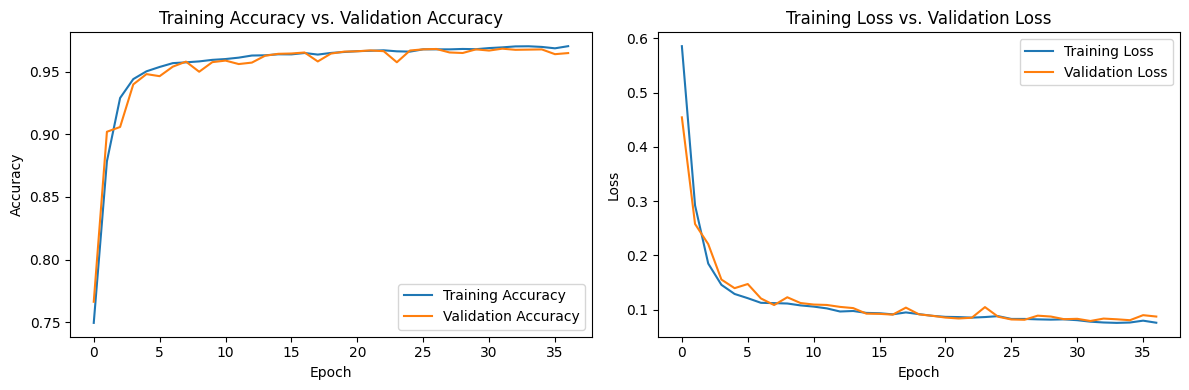 Training Accuracy vs. Validation Accuracy
Accuracy
0.95
0.90
0.85
0.80
0.75
Training Accuracy
Validation Accuracy
0 5 10 15 20 25 30 35
Epoch
Training Loss vs. Validation Loss
Loss
0.6
0.5
0.4
0.3
0.2
0.1
Training Loss
Validation Loss
0 5 10 15 20 25 30 35
Epoch